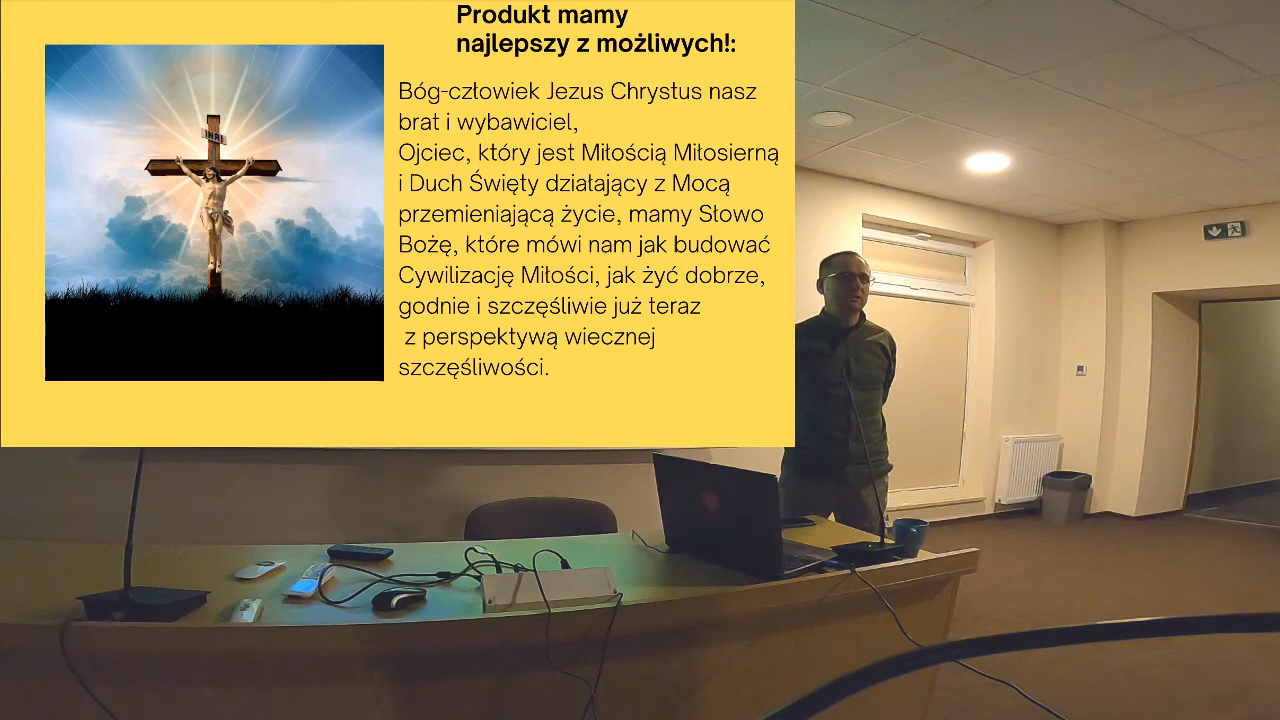 Produkt mamy
najlepszy z możliwych!:
INRI
Bóg-człowiek Jezus Chrystus nasz
brat i wybawiciel,
Ojciec, który jest Miłością Miłosierną
i Duch Święty działający z Mocą
przemieniającą życie, mamy Słowo
Bożę, które mówi nam jak budować
Cywilizację Miłości, jak żyć dobrze,
godnie i szczęśliwie już teraz
z perspektywą wiecznej
szczęśliwości.